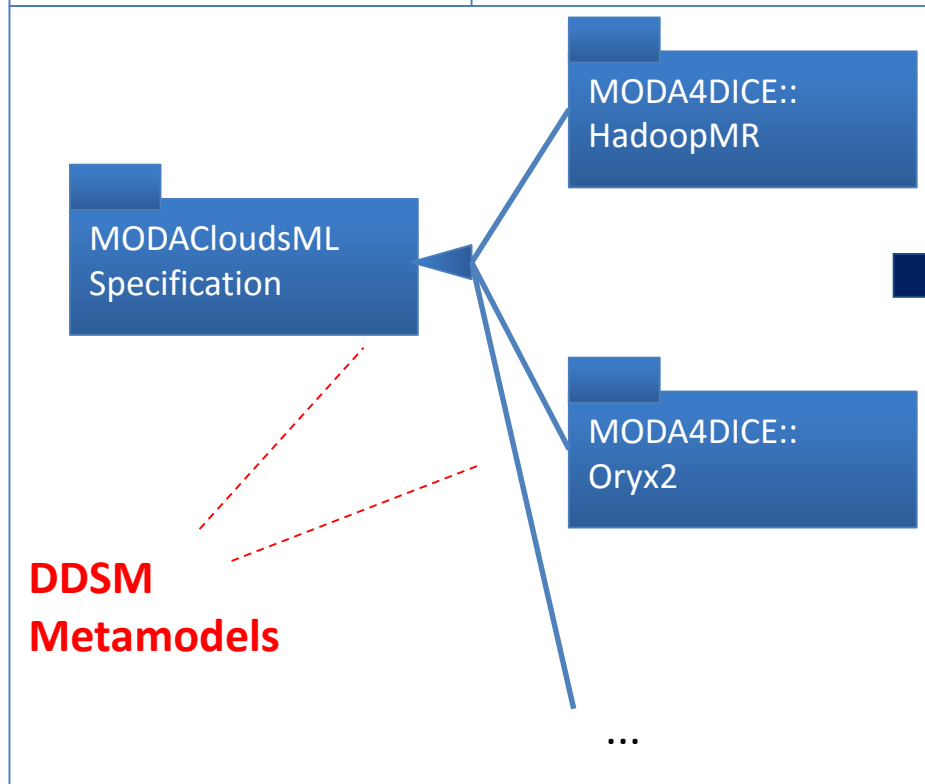 MODA4DICE::
HadoopMR
MODACloudsML
Specification
MODA4DICE::
Oryx2
DDSM
Metamodels
...